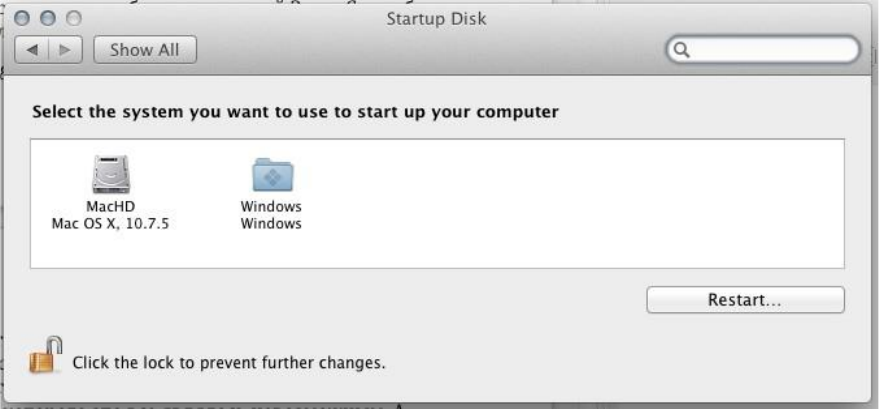 Startup Disk
Show All
Select the system you want to use to start up your computer
MacHD
Mac OS X, 10.7.5
Windows
Windows
Restart...
Click the lock to prevent further changes.